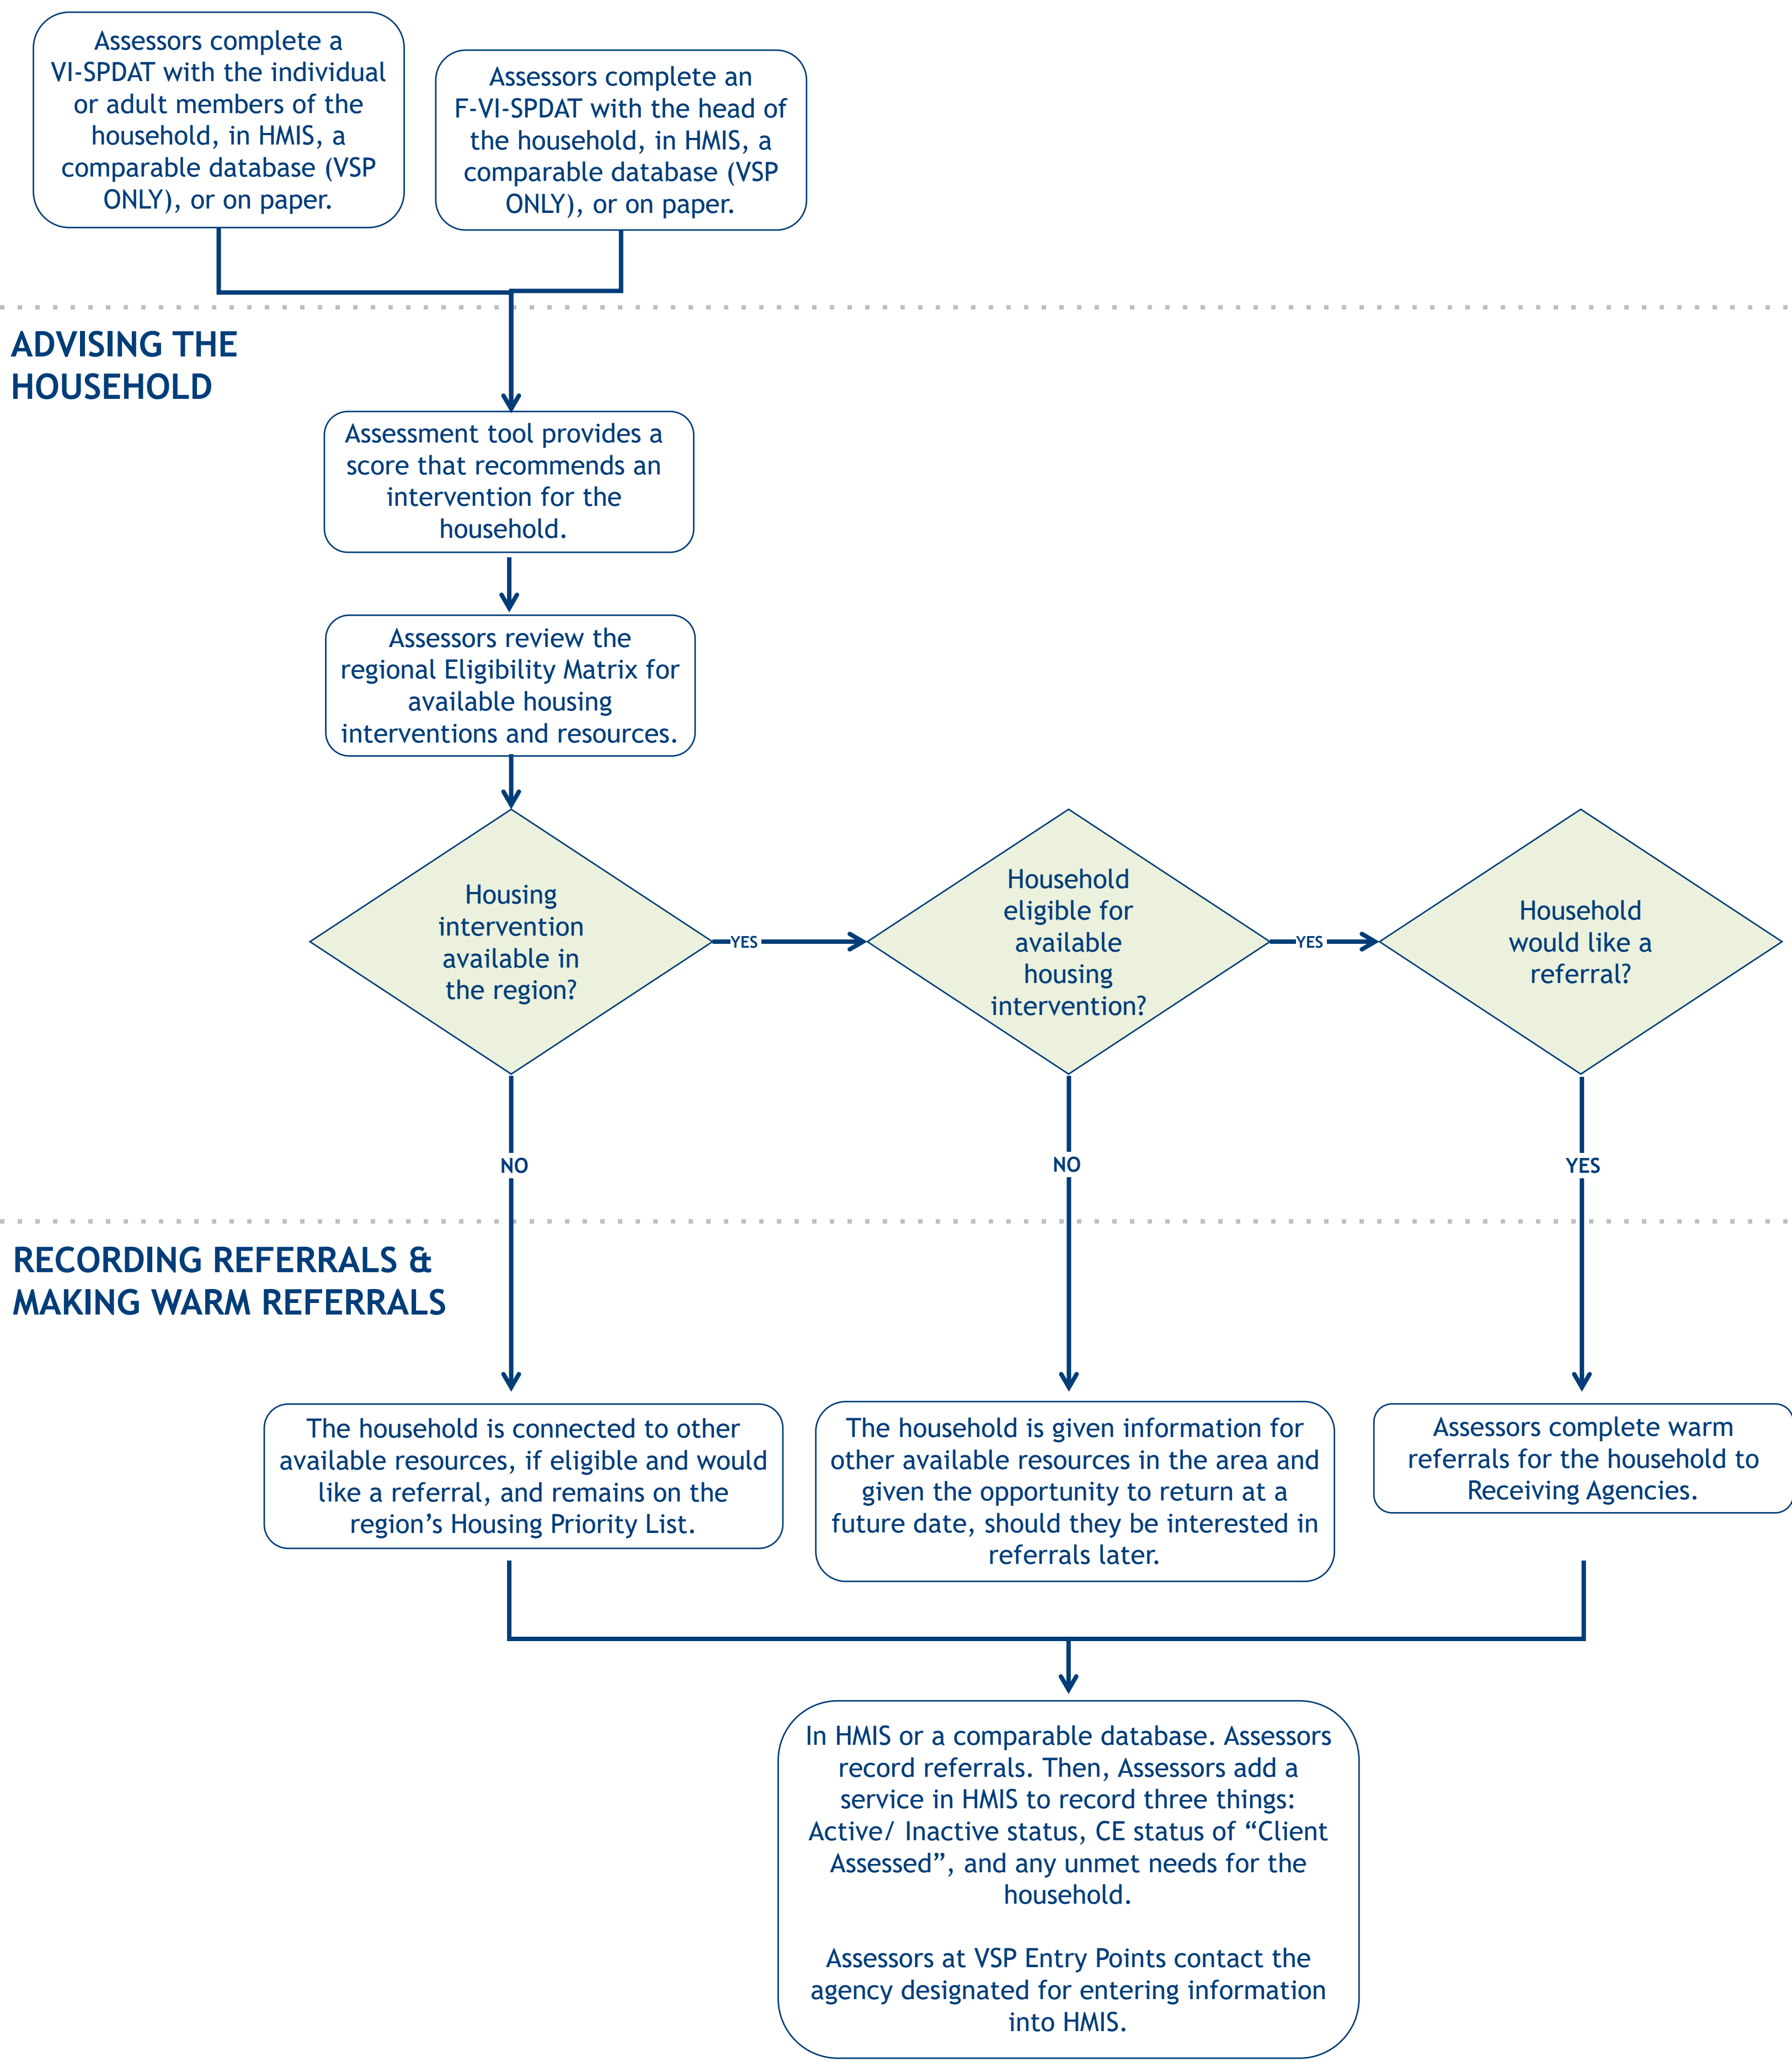 Assessors complete a
VI-SPDAT with the individual
or adult members of the
household, in HMIS, a
comparable database (VSP
ONLY), or on paper.
Assessors complete an
F-VI-SPDAT with the head of
the household, in HMIS, a
comparable database (VSP
ONLY), or on paper.
ADVISING THE
HOUSEHOLD
Assessment tool provides a
score that recommends an
intervention for the
household.
Assessors review the
regional Eligibility Matrix for
available housing
interventions and resources.
Housing
intervention
available in
the region?
YES
Household
eligible for
available
housing
intervention?
YES
Household
would like a
referral?
NO
NO
YES
RECORDING REFERRALS &
MAKING WARM REFERRALS
The household is connected to other
available resources, if eligible and would
like a referral, and remains on the
region’s Housing Priority List.
The household is given information for
other available resources in the area and
given the opportunity to return at a
future date, should they be interested in
referrals later.
Assessors complete warm
referrals for the household to
Receiving Agencies.
In HMIS or a comparable database. Assessors
record referrals. Then, Assessors add a
service in HMIS to record three things:
Active/ Inactive status, CE status of “Client
Assessed”, and any unmet needs for the
household.
Assessors at VSP Entry Points contact the
agency designated for entering information
into HMIS.